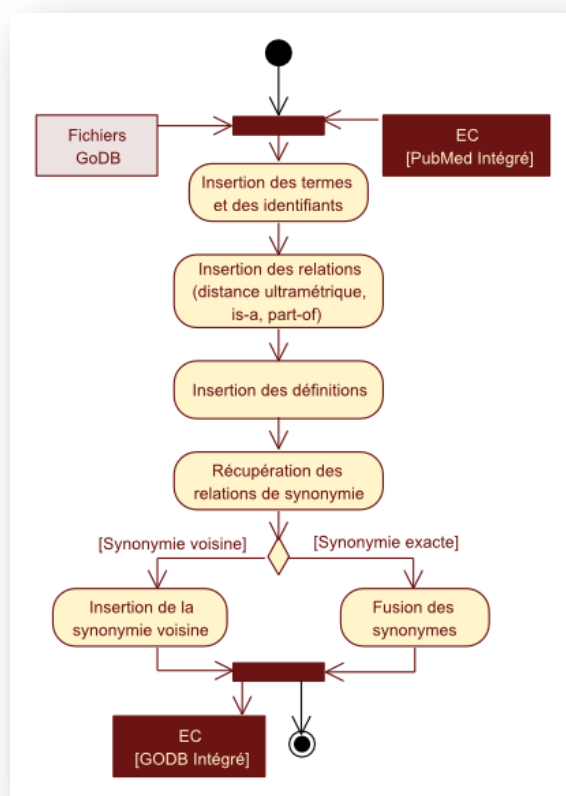 Fichiers
GoDB
EC
[PubMed Intégré]
Insertion des termes
et des identifiants
Insertion des relations
(distance ultramétrique,
is-a, part-of)
Insertion des définitions
Récupération des
relations de synonymie
[Synonymie voisine]
[Synonymie exacte]
Insertion de la
synonymie voisine
Fusion des
synonymes
EC
[GODB Intégré]